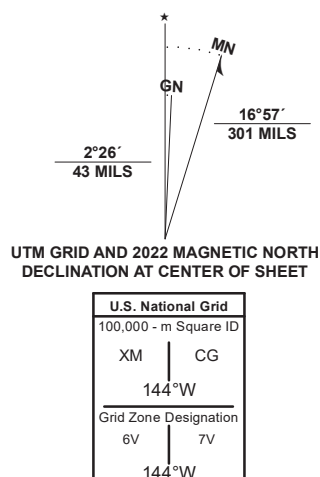 ★
MN
GN
16°57´
301 MILS
2°26´
43 MILS
UTM GRID AND 2022 MAGNETIC NORTH
DECLINATION AT CENTER OF SHEET
U.S. National Grid
100,000 - m Square ID
XM CG
144°W
Grid Zone Designation
6V 7V
144°W